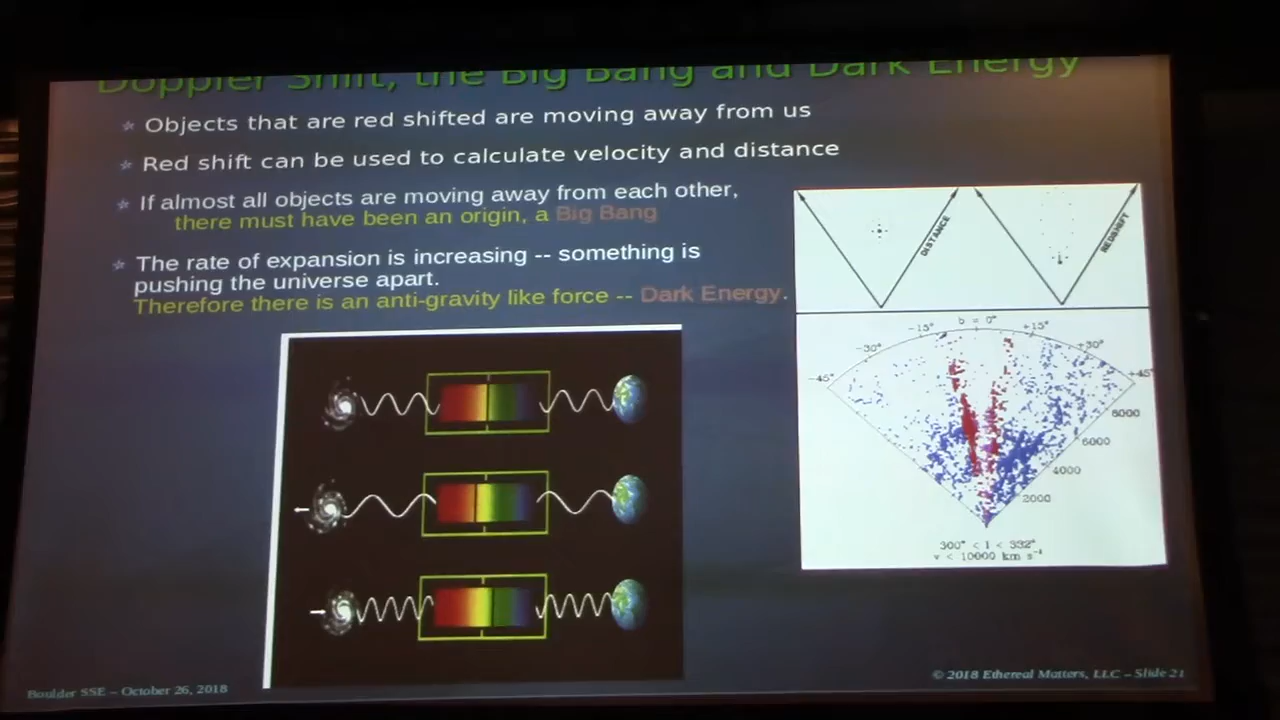 Doppler Shift, the Big Bang and Dark Energy
Objects that are red shifted are moving away from us
Red shift can be used to calculate velocity and distance
If almost all objects are moving away from each other,
there must have been an origin, a Big Bang
The rate of expansion is increasing -- something is
pushing the universe apart.
Therefore there is an anti-gravity like force -- Dark Energy.
DISTANCE
REDSHIFT
b = 0°
-15° +15°
-30° +30°
-45° +45°
8000
6000
4000
2000
300° < l < 332°
v < 10000 km s⁻¹
Boulder SSE – October 26, 2018
© 2018 Ethereal Matters, LLC – Slide 21